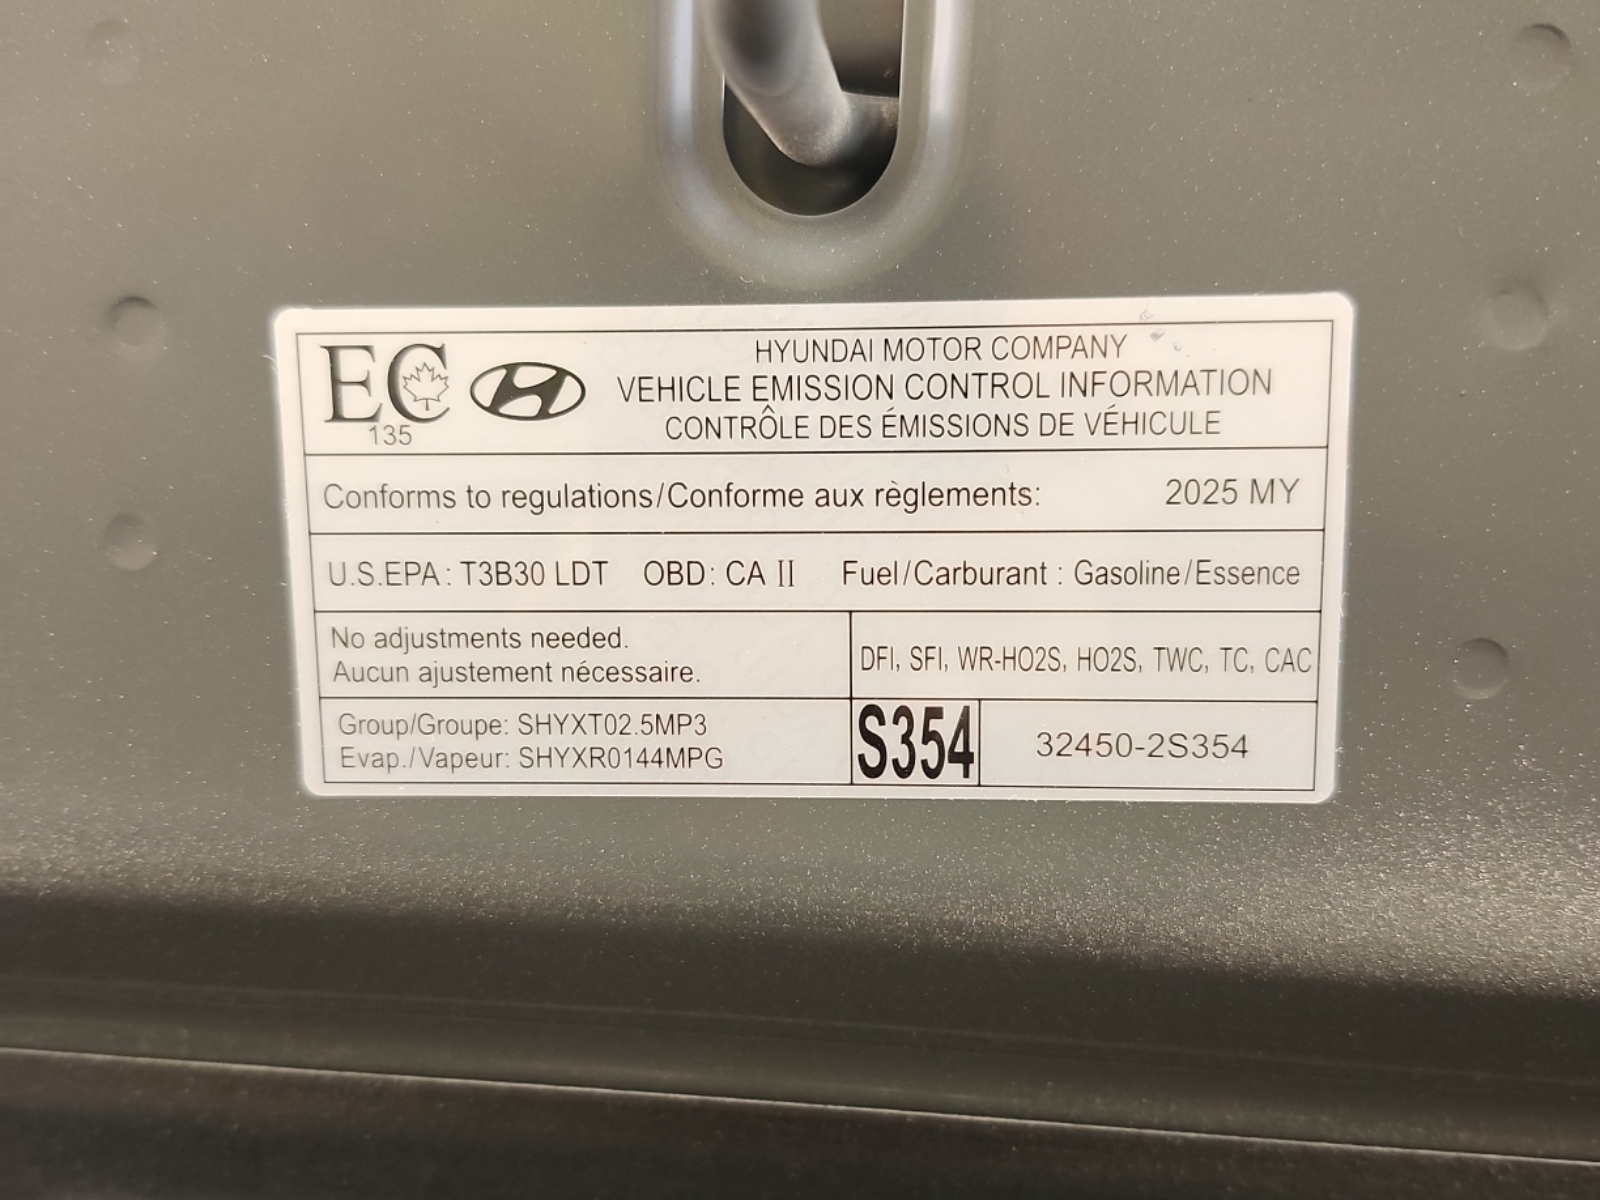 EC
135
HYUNDAI MOTOR COMPANY
VEHICLE EMISSION CONTROL INFORMATION
CONTRÔLE DES ÉMISSIONS DE VÉHICULE
Conforms to regulations/Conforme aux règlements: 2025 MY
U.S.EPA: T3B30 LDT OBD: CA II Fuel/Carburant : Gasoline/Essence
No adjustments needed.
Aucun ajustement nécessaire.
DFI, SFI, WR-HO2S, HO2S, TWC, TC, CAC
Group/Groupe: SHYXT02.5MP3
Evap./Vapeur: SHYXR0144MPG
S354
32450-2S354